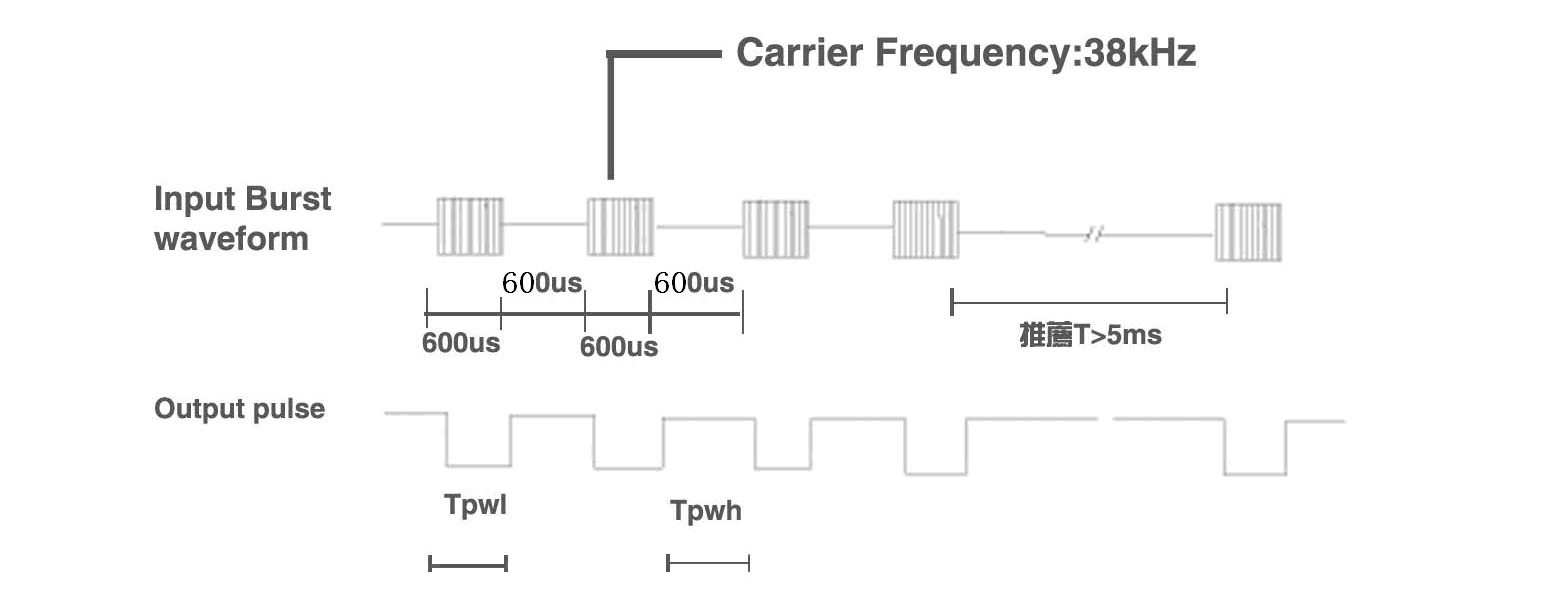 Carrier Frequency:38kHz
Input Burst
waveform
600us
600us
600us
600us
推薦T>5ms
Output pulse
Tpwl
Tpwh